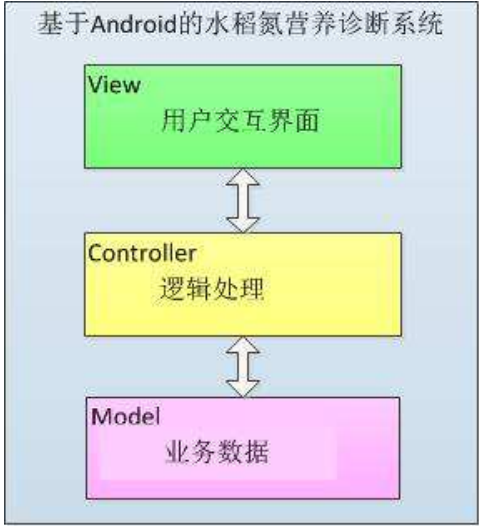 基于Android的水稻氮营养诊断系统
View
用户交互界面
Controller
逻辑处理
Model
业务数据